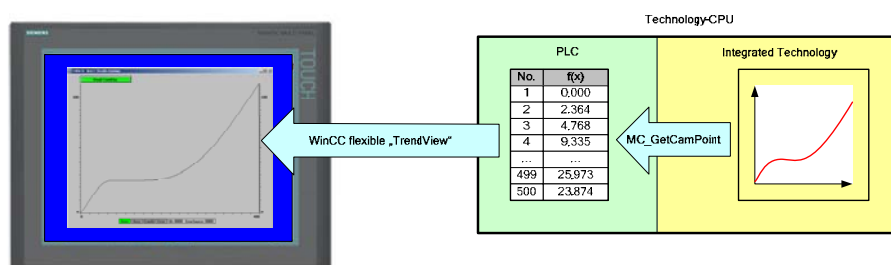 Technology-CPU
SIEMENS
TOUCH
WinCC flexible „TrendView“
PLC
No. f(x)
1 0,000
2 2.364
3 4,768
4 9,335
... ...
499 25,973
500 23.874
MC_GetCamPoint
Integrated Technology